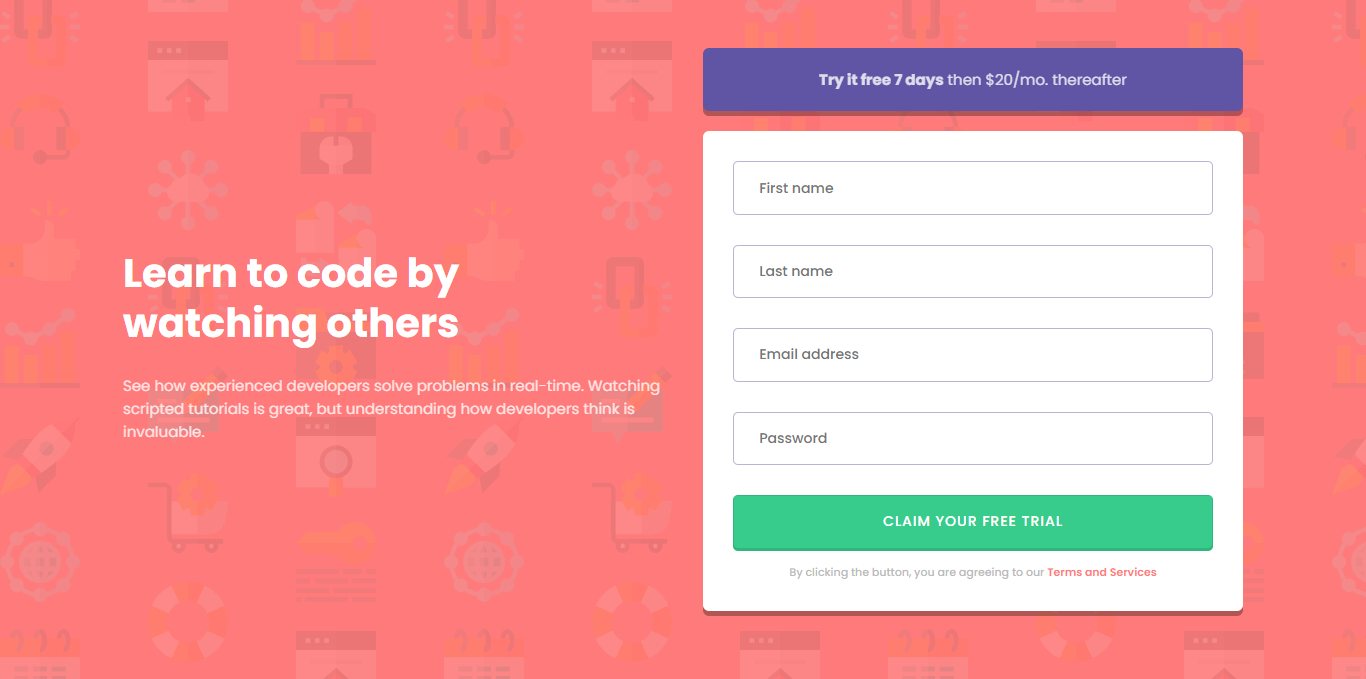 Learn to code by
watching others
See how experienced developers solve problems in real-time. Watching
scripted tutorials is great, but understanding how developers think is
invaluable.
Try it free 7 days then $20/mo. thereafter
First name
Last name
Email address
Password
CLAIM YOUR FREE TRIAL
By clicking the button, you are agreeing to our Terms and Services